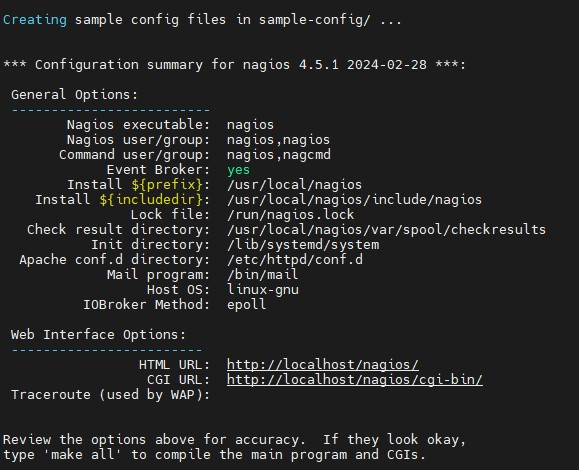 Creating sample config files in sample-config/ ...
*** Configuration summary for nagios 4.5.1 2024-02-28 ***:
General Options:
-------------------------
Nagios executable:  nagios
Nagios user/group:  nagios,nagios
Command user/group:  nagios,nagcmd
Event Broker:  yes
Install ${prefix}:  /usr/local/nagios
Install ${includedir}:  /usr/local/nagios/include/nagios
Lock file:  /run/nagios.lock
Check result directory:  /usr/local/nagios/var/spool/checkresults
Init directory:  /lib/systemd/system
Apache conf.d directory:  /etc/httpd/conf.d
Mail program:  /bin/mail
Host OS:  linux-gnu
IOBroker Method:  epoll
Web Interface Options:
------------------------
HTML URL:  http://localhost/nagios/
CGI URL:  http://localhost/nagios/cgi-bin/
Traceroute (used by WAP):
Review the options above for accuracy.  If they look okay,
type 'make all' to compile the main program and CGIs.